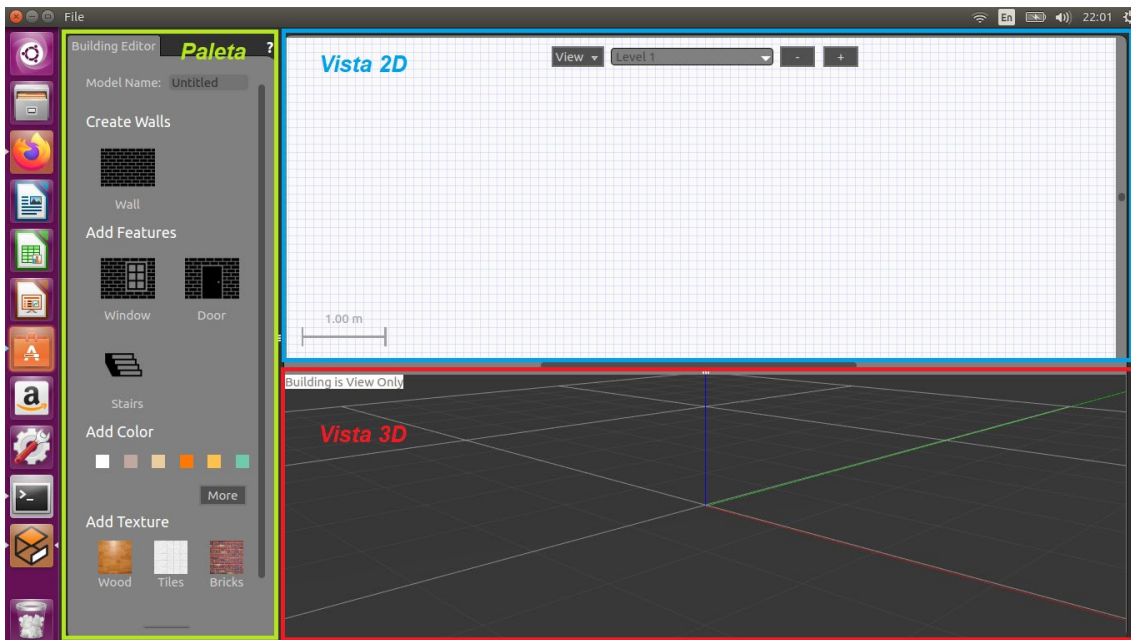 File
En
22:01
Building Editor
Paleta
?
Model Name: Untitled
Create Walls
Wall
Add Features
Window Door
Stairs
Add Color
More
Add Texture
Wood Tiles Bricks
Vista 2D
View Level 1 - +
1.00 m
Building is View Only
Vista 3D